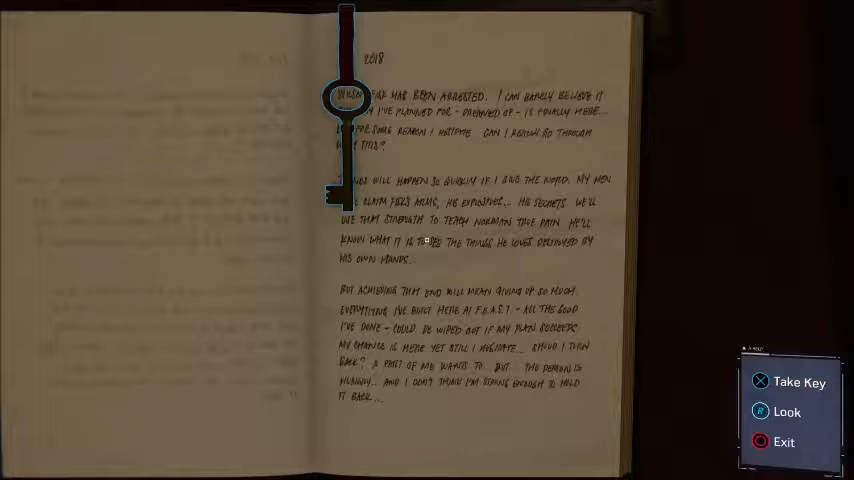 2018
FISK HAS BEEN ARRESTED. I CAN BARELY BELIEVE IT
I'VE PLANNED FOR - DREAMED OF - IS FINALLY HERE...
FOR SOME REASON I HESITATE. CAN I REALLY GO THROUGH
THIS?
WILL HAPPEN SO QUICKLY IF I GIVE THE WORD. MY MEN
CLAIM FISK'S ARMS, HIS EXPLOSIVES... HIS SECRETS. WE'LL
USE THAT STRENGTH TO TEACH NORMAN TRUE PAIN. HE'LL
KNOW WHAT IT IS TO SEE THE THINGS HE LOVES DESTROYED BY
HIS OWN HANDS...
BUT ACHIEVING THAT END WILL MEAN GIVING UP SO MUCH.
EVERYTHING I'VE BUILT HERE AT F.E.A.S.T. - ALL THE GOOD
I'VE DONE - COULD BE WIPED OUT IF MY PLAN SUCCEEDS.
MY CHANCE IS HERE YET STILL I HESITATE... SHOULD I TURN
BACK? A PART OF ME WANTS TO. BUT... THE DEMON IS
HUNGRY... AND I DON'T THINK I'M STRONG ENOUGH TO HOLD
IT BACK...
Take Key
R Look
Exit